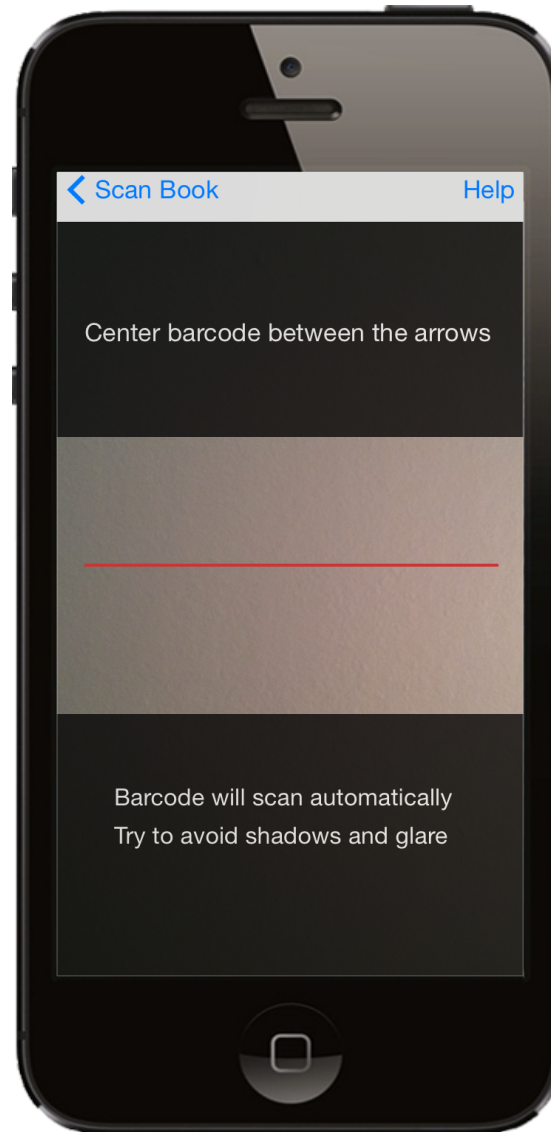 Scan Book
Help
Center barcode between the arrows
Barcode will scan automatically
Try to avoid shadows and glare